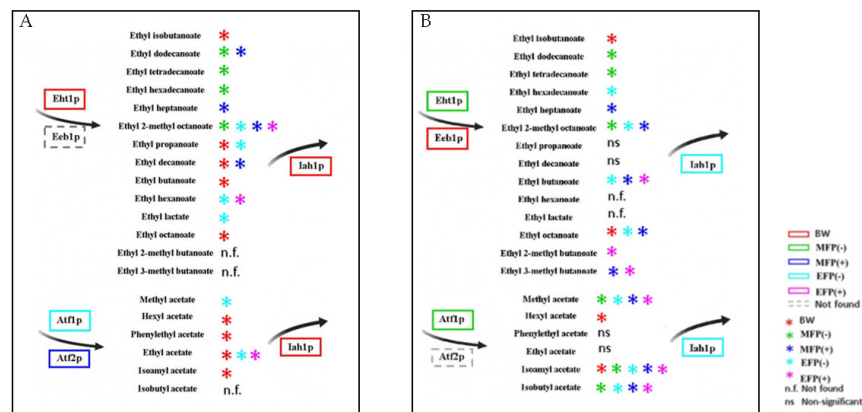 A
Ethyl isobutanoate
Ethyl dodecanoate
Ethyl tetradecanoate
Ethyl hexadecanoate
Ethyl heptanoate
Ethyl 2-methyl octanoate
Ethyl propanoate
Ethyl decanoate
Ethyl butanoate
Ethyl hexanoate
Ethyl lactate
Ethyl octanoate
Ethyl 2-methyl butanoate n.f.
Ethyl 3-methyl butanoate n.f.
Eht1p
Eeb1p
Iah1p
Methyl acetate
Hexyl acetate
Phenylethyl acetate
Ethyl acetate
Isoamyl acetate
Isobutyl acetate n.f.
Atf1p
Atf2p
Iah1p
B
Ethyl isobutanoate
Ethyl dodecanoate
Ethyl tetradecanoate
Ethyl hexadecanoate
Ethyl heptanoate
Ethyl 2-methyl octanoate
Ethyl propanoate ns
Ethyl decanoate ns
Ethyl butanoate
Ethyl hexanoate n.f.
Ethyl lactate n.f.
Ethyl octanoate
Ethyl 2-methyl butanoate
Ethyl 3-methyl butanoate
Eht1p
Eeb1p
Iah1p
Methyl acetate
Hexyl acetate
Phenylethyl acetate ns
Ethyl acetate ns
Isoamyl acetate
Isobutyl acetate
Atf1p
Atf2p
Iah1p
BW
MFP(-)
MFP(+)
EFP(-)
EFP(+)
Not found
BW
MFP(-)
MFP(+)
EFP(-)
EFP(+)
n.f. Not found
ns Non-significant